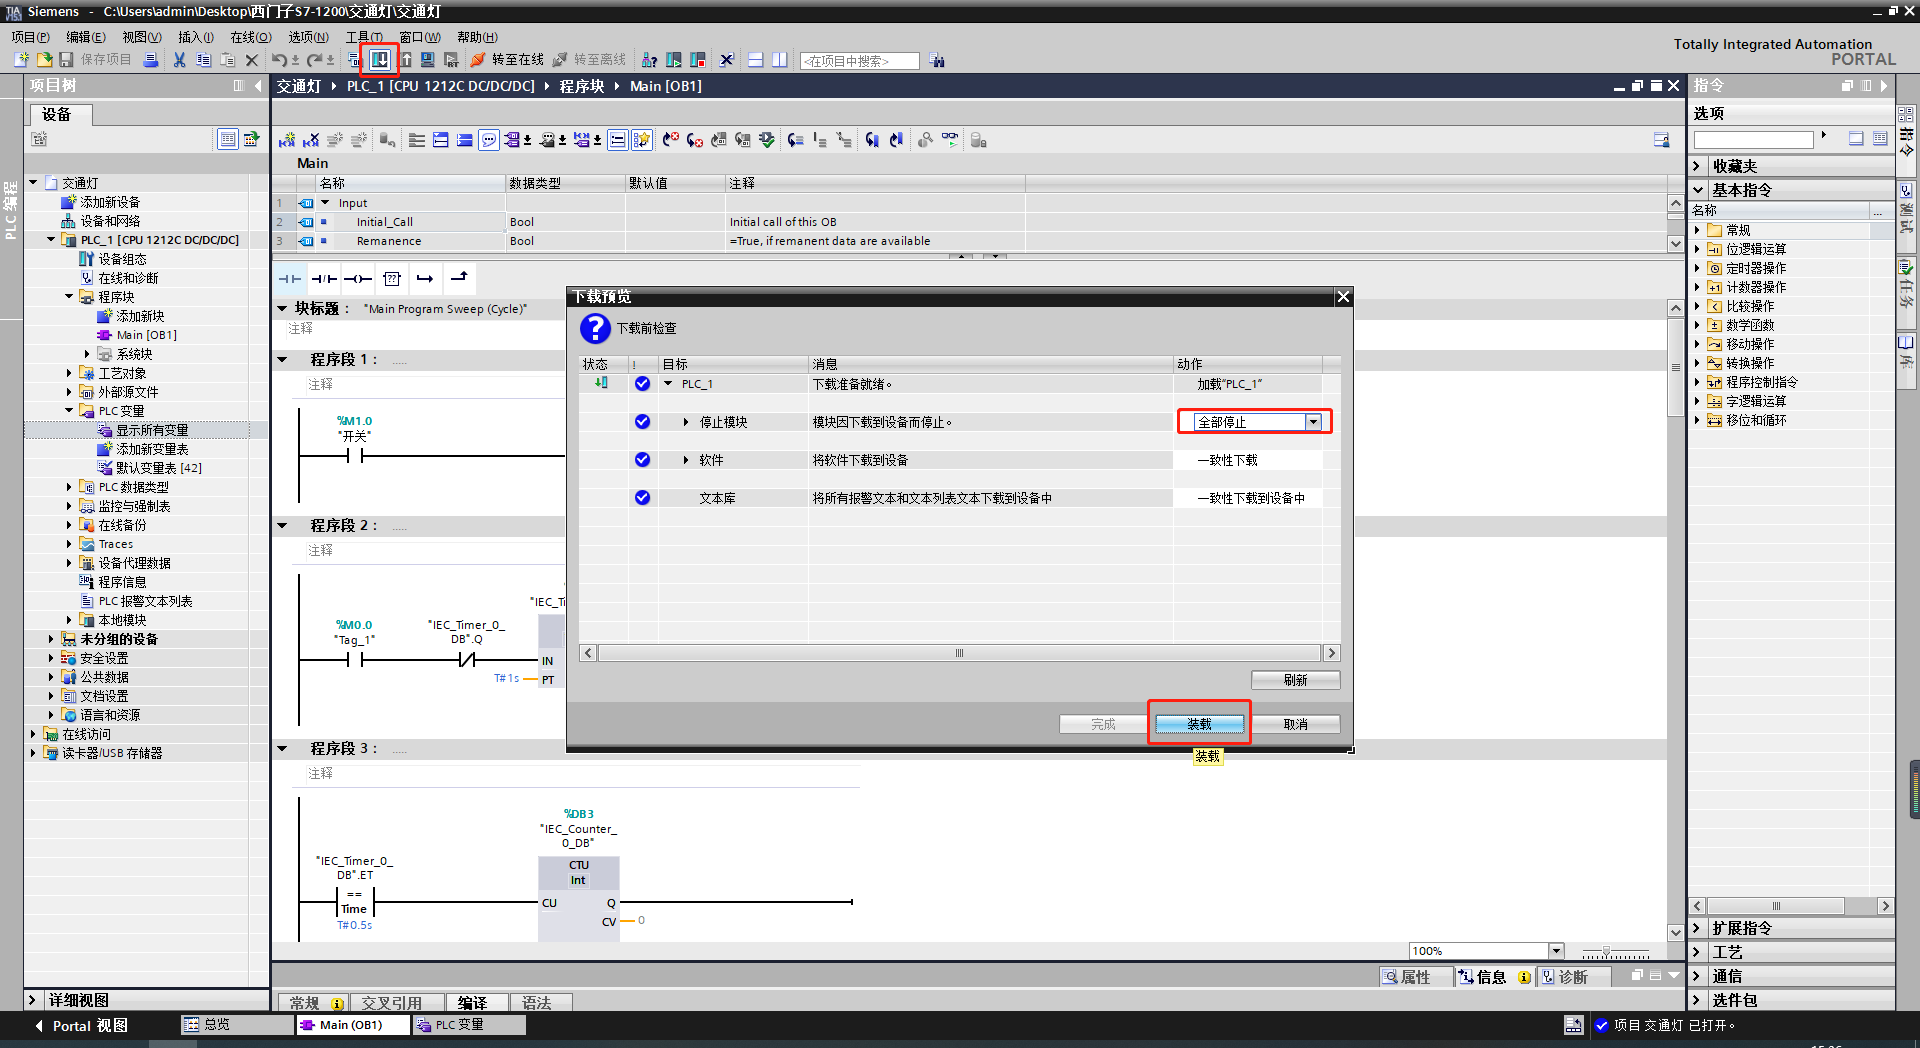 Siemens - C:\Users\admin\Desktop\西门子S7-1200\交通灯\交通灯
项目(P) 编辑(E) 视图(V) 插入(I) 在线(O) 选项(N) 工具(T) 窗口(W) 帮助(H)
Totally Integrated Automation
PORTAL
保存项目 转至在线 转至离线 <在项目中搜索>
项目树
交通灯 PLC_1 [CPU 1212C DC/DC/DC] 程序块 Main [OB1]
指令
设备
选项
PLC 编程
Main
名称 数据类型 默认值 注释
1 Input
2 Initial_Call Bool Initial call of this OB
3 Remanence Bool =True, if remanent data are available
交通灯
添加新设备
设备和网络
PLC_1 [CPU 1212C DC/DC/DC]
设备组态
在线和诊断
程序块
添加新块
Main [OB1]
系统块
工艺对象
外部源文件
PLC 变量
显示所有变量
添加新变量表
默认变量表 [42]
PLC 数据类型
监控与强制表
在线备份
Traces
设备代理数据
程序信息
PLC 报警文本列表
本地模块
未分组的设备
安全设置
公共数据
文档设置
语言和资源
在线访问
读卡器/USB 存储器
详细视图
块标题： "Main Program Sweep (Cycle)"
注释
程序段 1： .....
注释
%M1.0
"开关"
程序段 2： .....
注释
"IEC_Ti
%M0.0
"Tag_1"
"IEC_Timer_0_
DB".Q
IN
T#1s PT
程序段 3： .....
注释
%DB3
"IEC_Counter_
0_DB"
"IEC_Timer_0_
DB".ET
CTU
Int
==
Time
T#0.5s
CU Q
CV 0
下载预览
下载前检查
状态 ! 目标 消息 动作
PLC_1 下载准备就绪。 加载"PLC_1"
停止模块 模块因下载到设备而停止。 全部停止
软件 将软件下载到设备 一致性下载
文本库 将所有报警文本和文本列表文本下载到设备中 一致性下载到设备中
刷新
完成 装载 取消
装载
收藏夹
基本指令
名称 ...
常规
位逻辑运算
定时器操作
计数器操作
比较操作
数学函数
移动操作
转换操作
程序控制指令
字逻辑运算
移位和循环
扩展指令
工艺
通信
选件包
测试
任务
库
100%
属性 信息 诊断
常规 交叉引用 编译 语法
Portal 视图 总览 Main (OB1) PLC 变量 项目 交通灯 已打开。